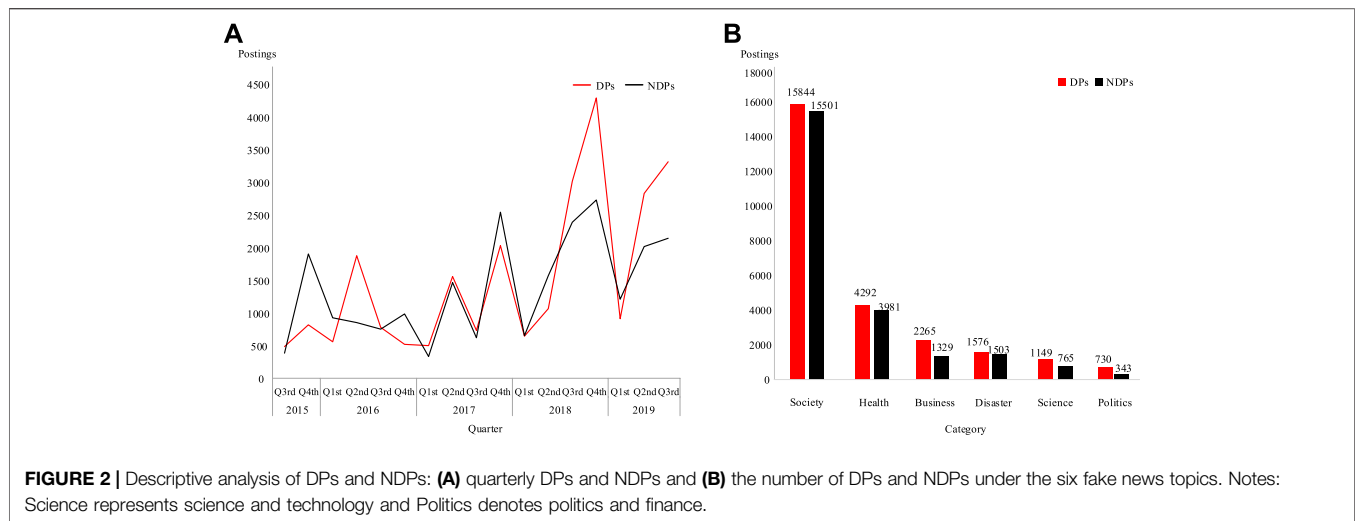 A
Postings
DPs NDPs
4500
4000
3500
3000
2500
2000
1500
1000
500
0
Q3rd Q4th Q1st Q2nd Q3rd Q4th Q1st Q2nd Q3rd Q4th Q1st Q2nd Q3rd Q4th Q1st Q2nd Q3rd
2015 2016 2017 2018 2019
Quarter
B
Postings
DPs NDPs
18000
16000
14000
12000
10000
8000
6000
4000
2000
0
15844 15501
4292 3981
2265 1329
1576 1503
1149 765
730 343
Society Health Business Disaster Science Politics
Category
FIGURE 2 | Descriptive analysis of DPs and NDPs: (A) quarterly DPs and NDPs and (B) the number of DPs and NDPs under the six fake news topics. Notes:
Science represents science and technology and Politics denotes politics and finance.